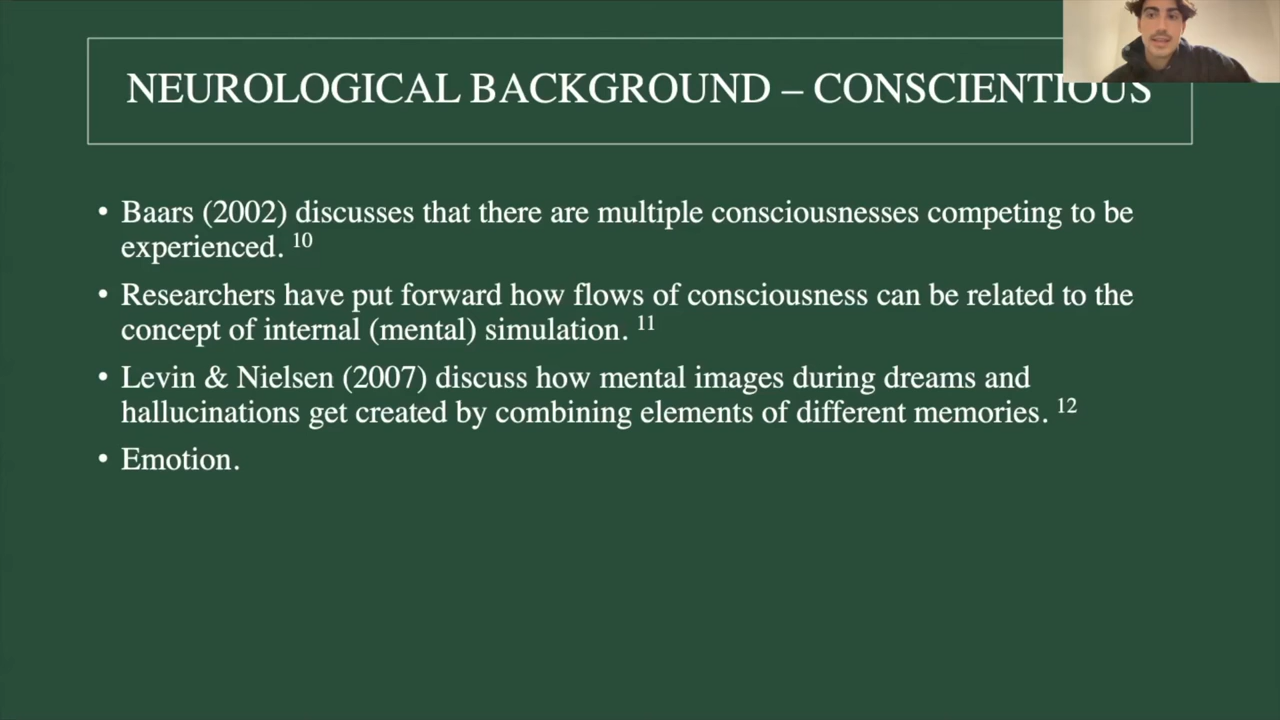 NEUROLOGICAL BACKGROUND – CONSCIENTIOUS
• Baars (2002) discusses that there are multiple consciousnesses competing to be
experienced. 10
• Researchers have put forward how flows of consciousness can be related to the
concept of internal (mental) simulation. 11
• Levin & Nielsen (2007) discuss how mental images during dreams and
hallucinations get created by combining elements of different memories. 12
• Emotion.